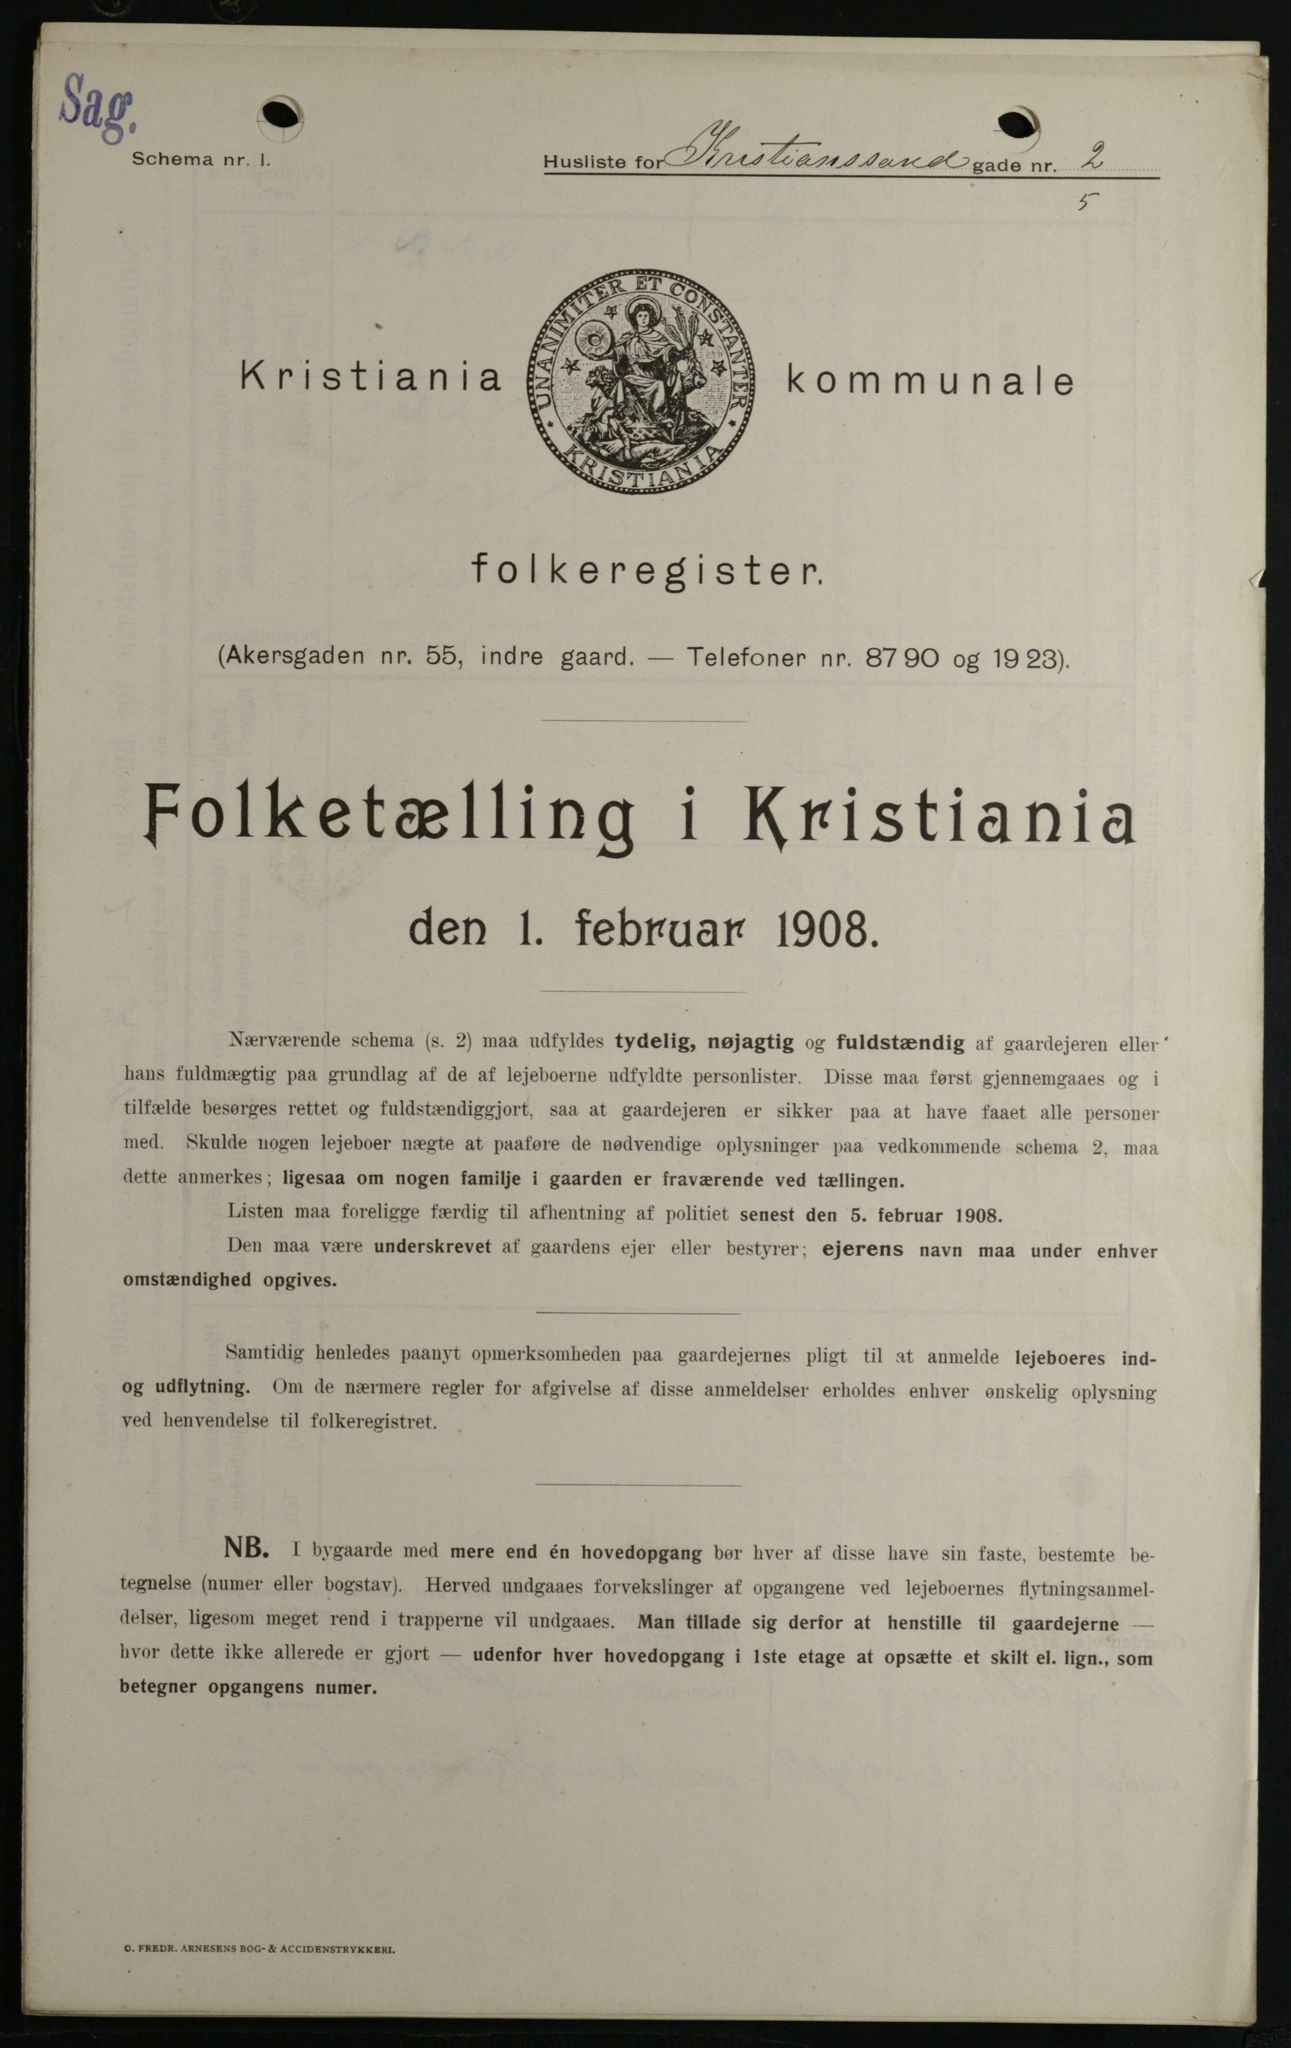 Sag.
Schema nr. 1.
Husliste for Kristianssand gade nr. 2
5
Kristiania kommunale
UNANIMITER ET CONSTANTER
KRISTIANIA
folkeregister.
(Akersgaden nr. 55, indre gaard. — Telefoner nr. 87 90 og 19 23).
Folketælling i Kristiania
den 1. februar 1908.
Nærværende schema (s. 2) maa udfyldes tydelig, nøjagtig og fuldstændig af gaardejeren eller
hans fuldmægtig paa grundlag af de af lejeboerne udfyldte personlister. Disse maa først gjennemgaaes og i
tilfælde besørges rettet og fuldstændiggjort, saa at gaardejeren er sikker paa at have faaet alle personer
med. Skulde nogen lejeboer nægte at paaføre de nødvendige oplysninger paa vedkommende schema 2, maa
dette anmerkes; ligesaa om nogen familje i gaarden er fraværende ved tællingen.
Listen maa foreligge færdig til afhentning af politiet senest den 5. februar 1908.
Den maa være underskrevet af gaardens ejer eller bestyrer; ejerens navn maa under enhver
omstændighed opgives.
Samtidig henledes paanyt opmerksomheden paa gaardejernes pligt til at anmelde lejeboeres ind-
og udflytning. Om de nærmere regler for afgivelse af disse anmeldelser erholdes enhver ønskelig oplysning
ved henvendelse til folkeregistret.
NB. I bygaarde med mere end én hovedopgang bør hver af disse have sin faste, bestemte be-
tegnelse (numer eller bogstav). Herved undgaaes forvekslinger af opgangene ved lejeboernes flytningsanmel-
delser, ligesom meget rend i trapperne vil undgaaes. Man tillade sig derfor at henstille til gaardejerne —
hvor dette ikke allerede er gjort — udenfor hver hovedopgang i 1ste etage at opsætte et skilt el. lign., som
betegner opgangens numer.
O. FREDR. ARNESENS BOG- & ACCIDENSTRYKKERI.